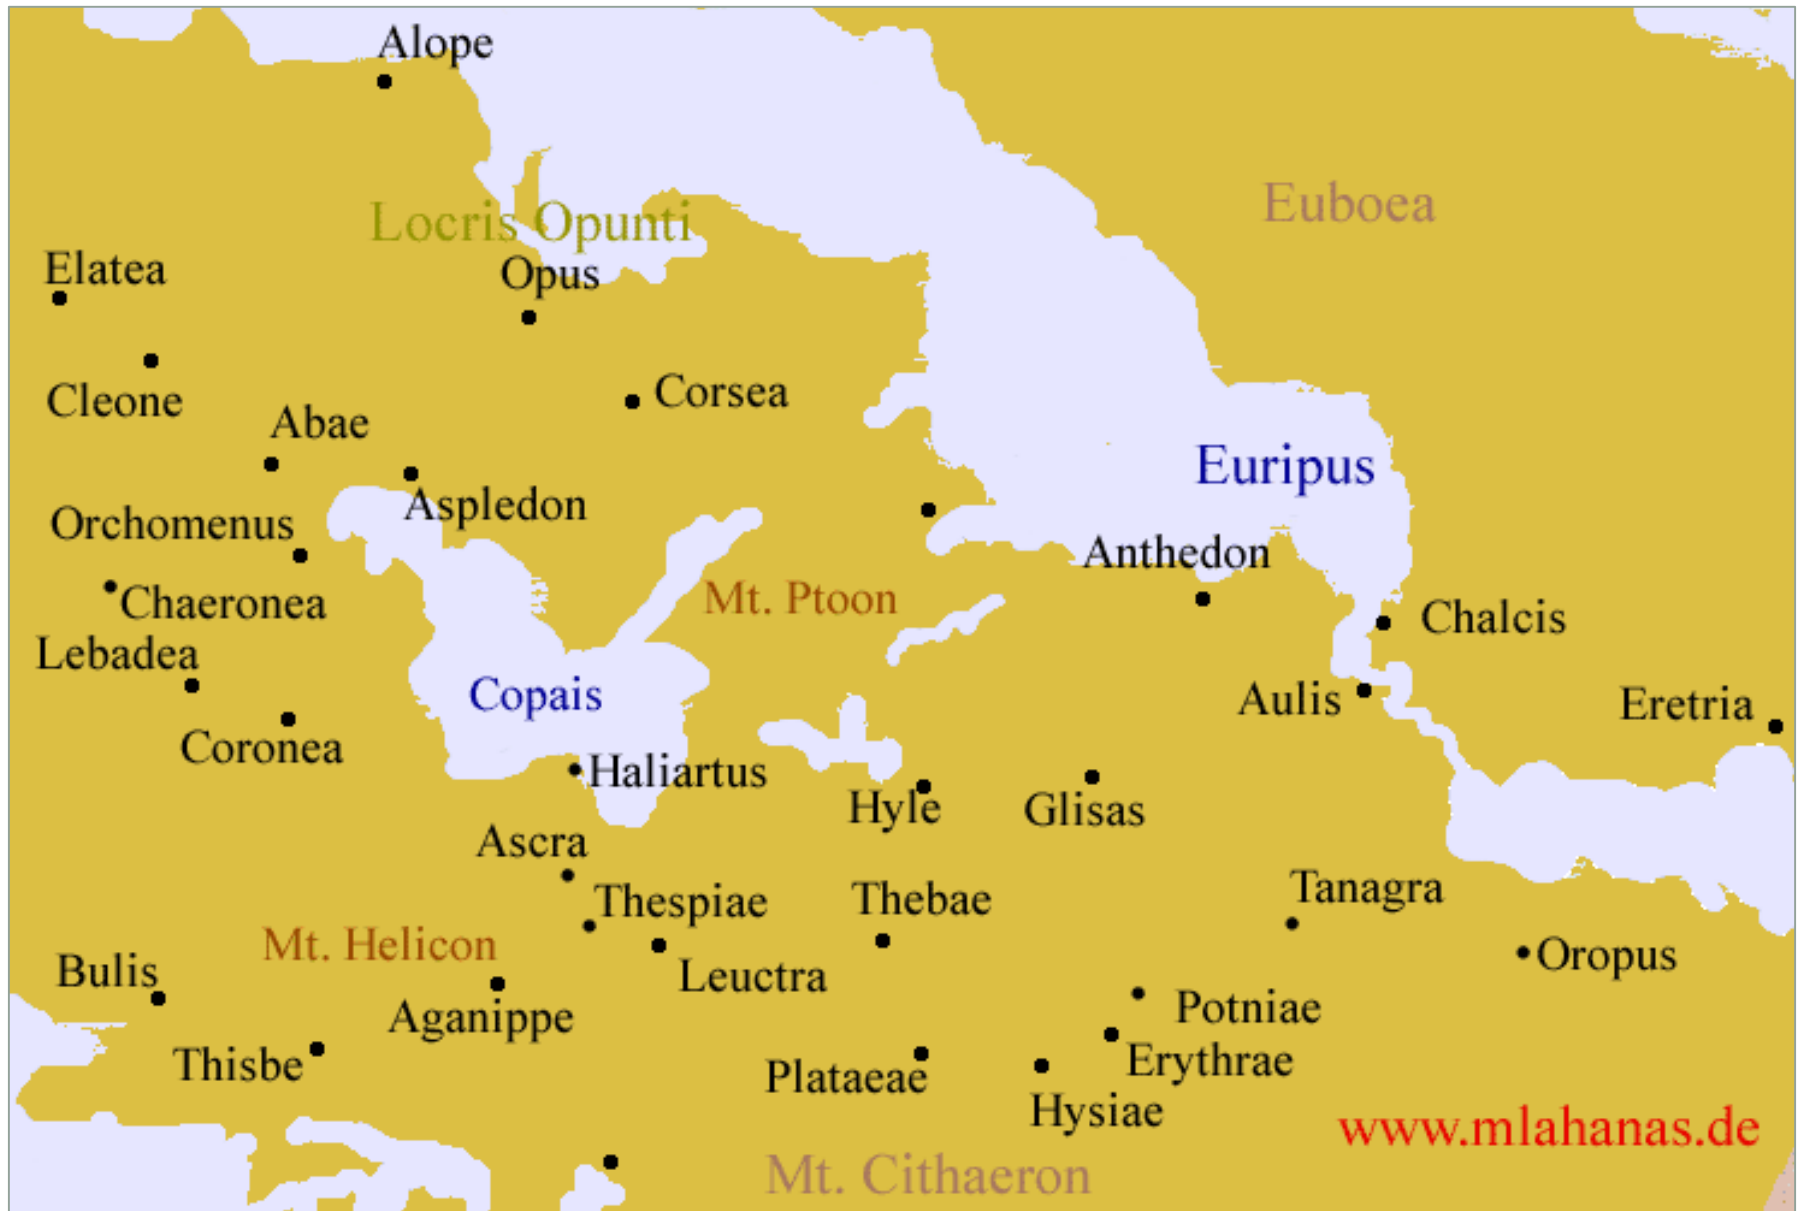 Alope
Euboea
Locris Opunti
Elatea
Opus
Cleone
Corsea
Abae
Euripus
Aspledon
Orchomenus
Anthedon
Mt. Ptoon
Chaeronea
Chalcis
Lebadea
Copais
Aulis
Eretria
Coronea
Haliartus
Hyle
Glisas
Ascra
Tanagra
Thespiae
Thebae
Mt. Helicon
Oropus
Bulis
Leuctra
Potniae
Aganippe
Thisbe
Erythrae
Plataeae
Hysiae
www.mlahanas.de
Mt. Cithaeron